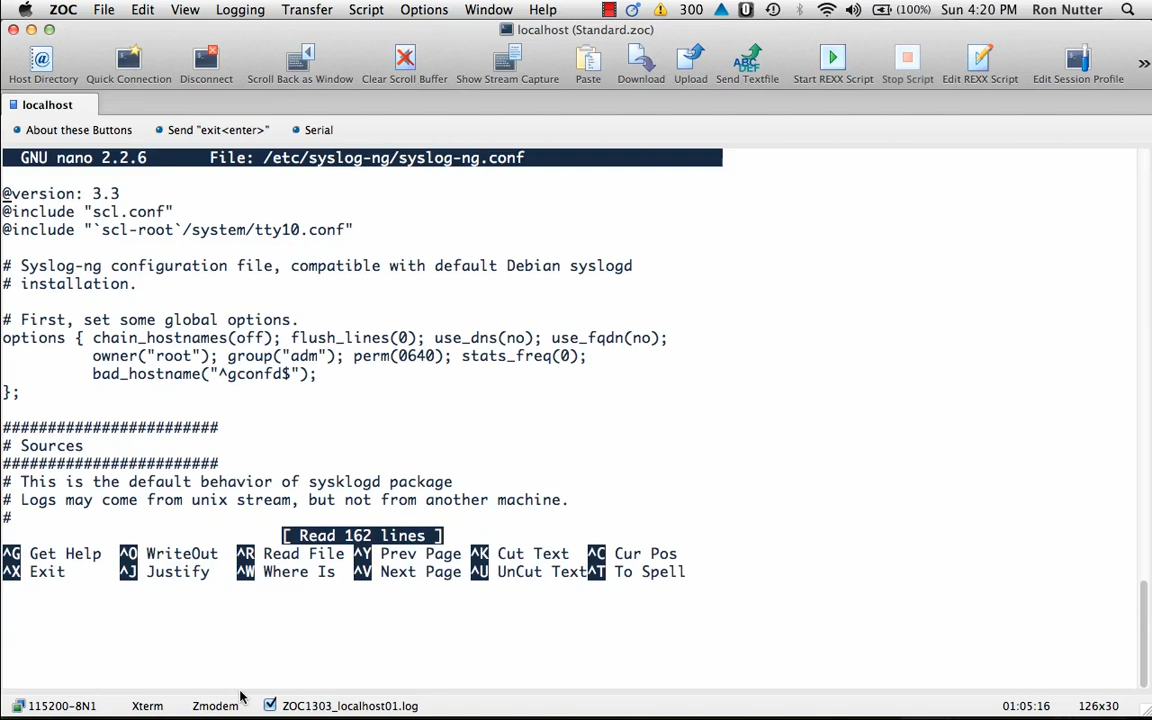 ZOC File Edit View Logging Transfer Script Options Window Help 300 (100%) Sun 4:20 PM Ron Nutter
localhost (Standard.zoc)
Host Directory Quick Connection Disconnect Scroll Back as Window Clear Scroll Buffer Show Stream Capture Paste Download Upload Send Textfile Start REXX Script Stop Script Edit REXX Script Edit Session Profile
localhost
About these Buttons Send "exit<enter>" Serial
GNU nano 2.2.6 File: /etc/syslog-ng/syslog-ng.conf
@version: 3.3
@include "scl.conf"
@include "`scl-root`/system/tty10.conf"
# Syslog-ng configuration file, compatible with default Debian syslogd
# installation.
# First, set some global options.
options { chain_hostnames(off); flush_lines(0); use_dns(no); use_fqdn(no);
owner("root"); group("adm"); perm(0640); stats_freq(0);
bad_hostname("^gconfd$");
};
########################
# Sources
########################
# This is the default behavior of sysklogd package
# Logs may come from unix stream, but not from another machine.
#
[ Read 162 lines ]
^G Get Help ^O WriteOut ^R Read File ^Y Prev Page ^K Cut Text ^C Cur Pos
^X Exit ^J Justify ^W Where Is ^V Next Page ^U UnCut Text ^T To Spell
115200-8N1 Xterm Zmodem ZOC1303_localhost01.log 01:05:16 126x30